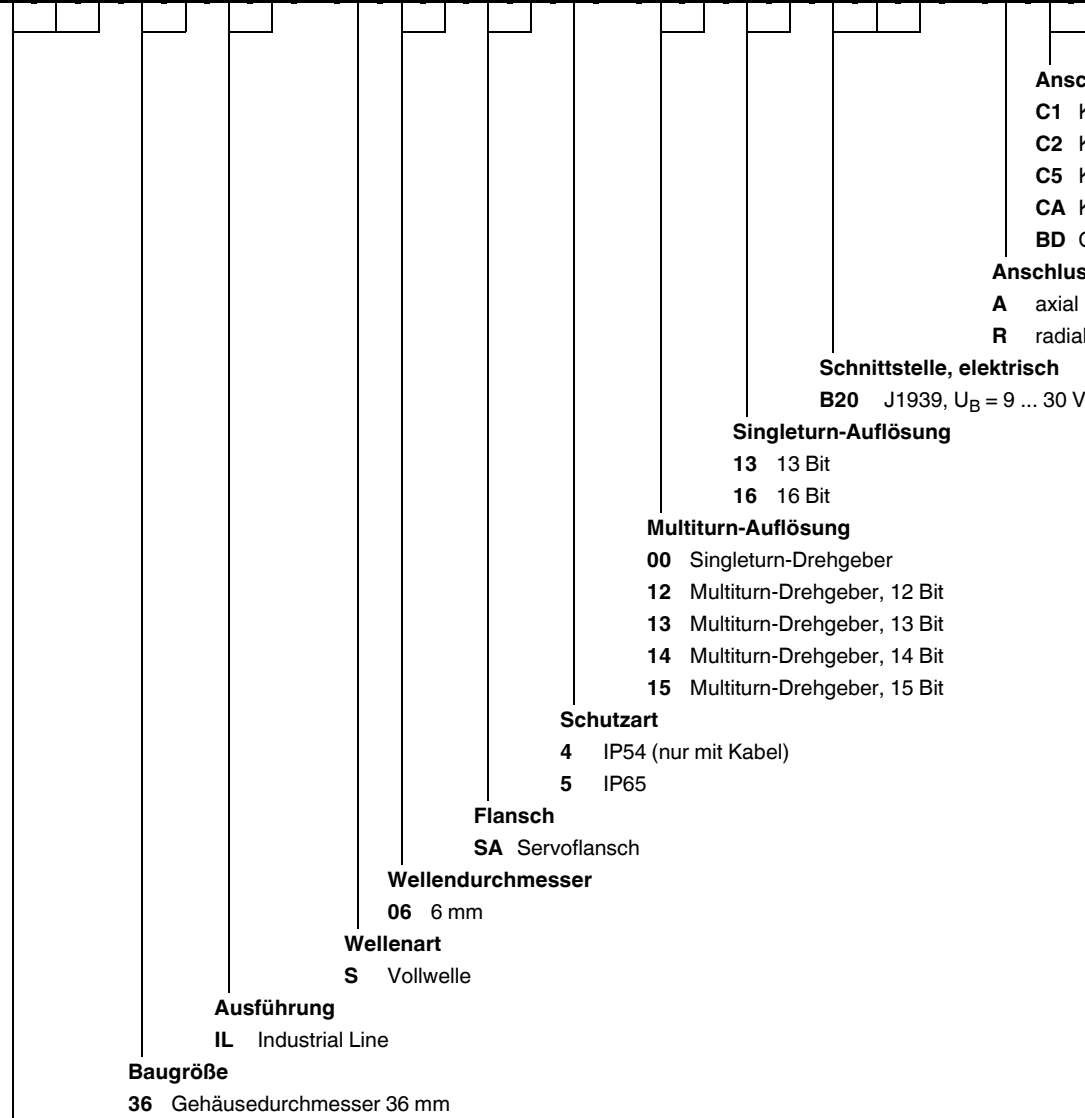 C1
C2
C5
CA
BD
A axial
R radial
Schnittstelle, elektrisch
B20 J1939, UB = 9 ... 30 V
Singleturn-Auflösung
13 13 Bit
16 16 Bit
Multiturn-Auflösung
00 Singleturn-Drehgeber
12 Multiturn-Drehgeber, 12 Bit
13 Multiturn-Drehgeber, 13 Bit
14 Multiturn-Drehgeber, 14 Bit
15 Multiturn-Drehgeber, 15 Bit
Schutzart
4 IP54 (nur mit Kabel)
5 IP65
Flansch
SA Servoflansch
Wellendurchmesser
06 6 mm
Wellenart
S Vollwelle
Ausführung
IL Industrial Line
Baugröße
36 Gehäusedurchmesser 36 mm